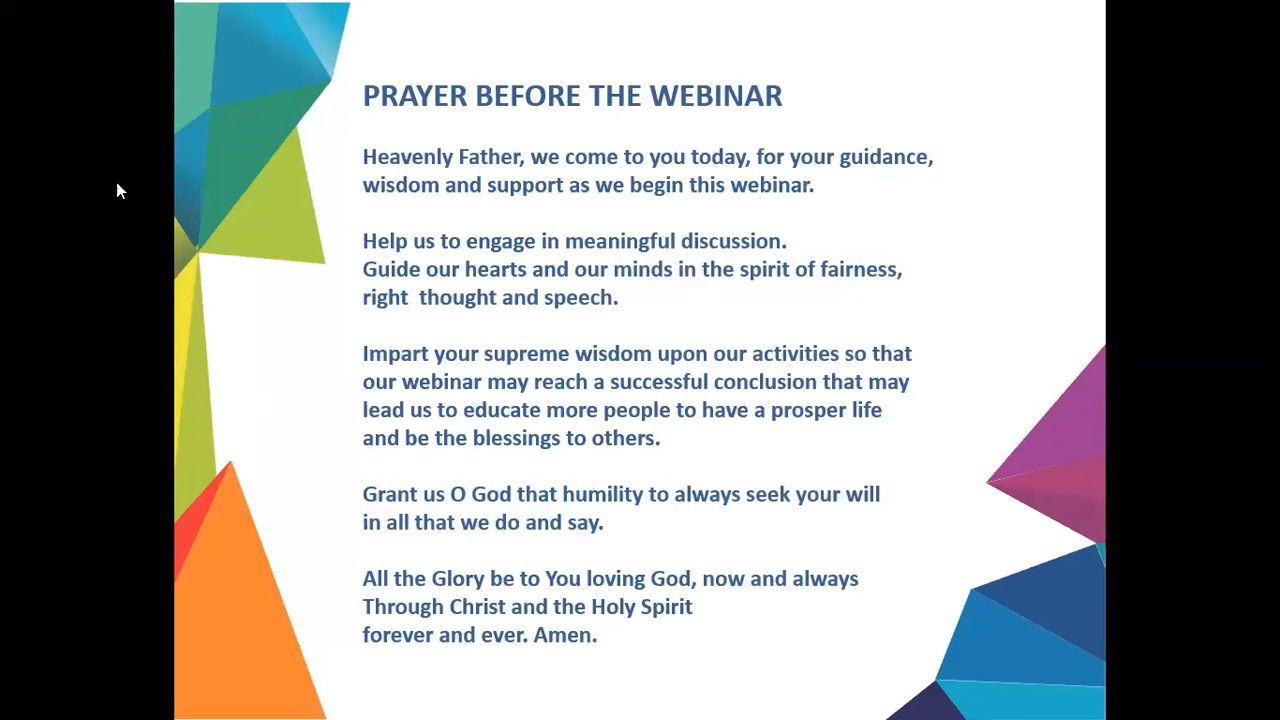 PRAYER BEFORE THE WEBINAR
Heavenly Father, we come to you today, for your guidance,
wisdom and support as we begin this webinar.
Help us to engage in meaningful discussion.
Guide our hearts and our minds in the spirit of fairness,
right  thought and speech.
Impart your supreme wisdom upon our activities so that
our webinar may reach a successful conclusion that may
lead us to educate more people to have a prosper life
and be the blessings to others.
Grant us O God that humility to always seek your will
in all that we do and say.
All the Glory be to You loving God, now and always
Through Christ and the Holy Spirit
forever and ever. Amen.